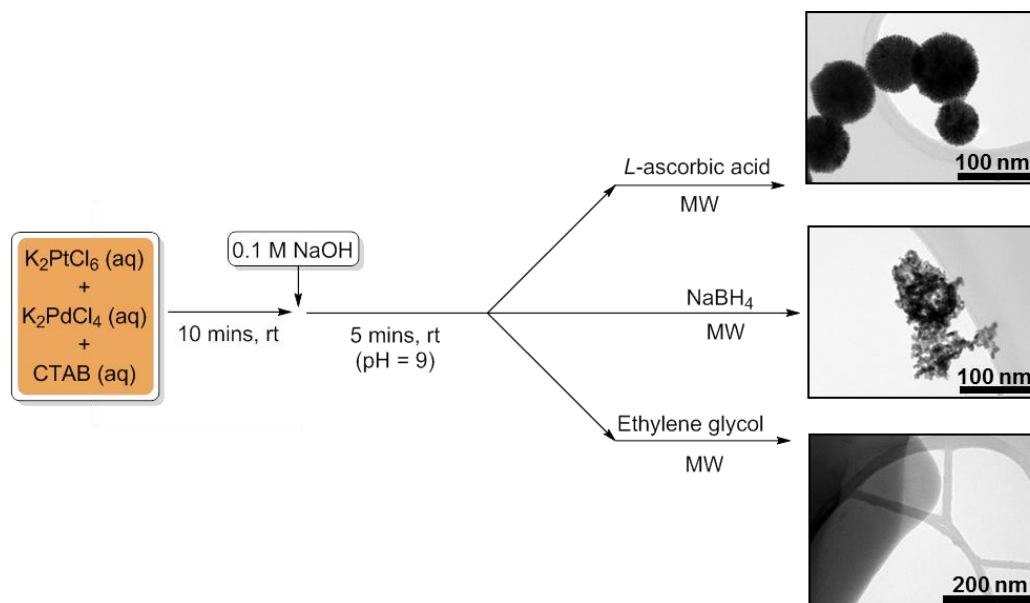 K₂PtCl₆ (aq)
+
K₂PdCl₄ (aq)
+
CTAB (aq)
10 mins, rt
0.1 M NaOH
5 mins, rt
(pH = 9)
L-ascorbic acid
MW
100 nm
NaBH₄
MW
100 nm
Ethylene glycol
MW
200 nm